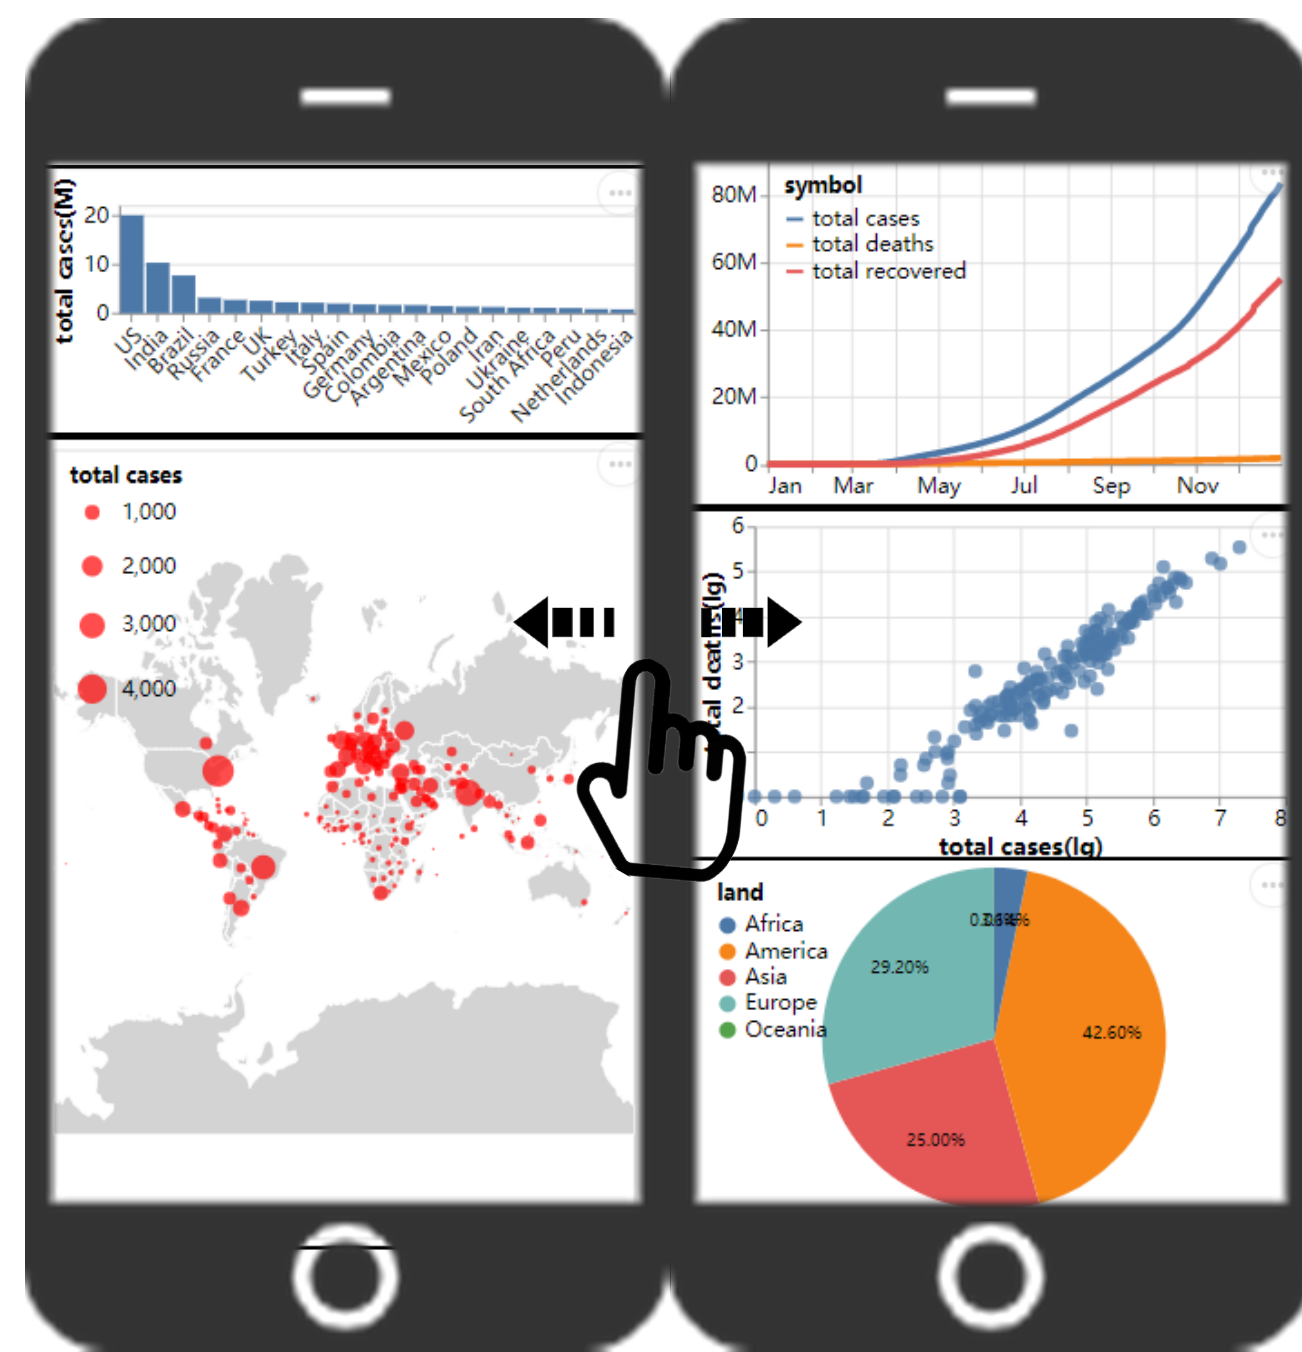 total cases(M)
20
10
0
US
India
Brazil
Russia
France
UK
Turkey
Italy
Spain
Germany
Colombia
Argentina
Mexico
Poland
Iran
Ukraine
South Africa
Peru
Netherlands
Indonesia
total cases
1,000
2,000
3,000
4,000
symbol
total cases
total deaths
total recovered
80M
60M
40M
20M
0
Jan Mar May Jul Sep Nov
6
5
4
3
2
total deaths(lg)
0 1 2 3 4 5 6 7 8
total cases(lg)
land
Africa
America
Asia
Europe
Oceania
29.20%
42.60%
25.00%